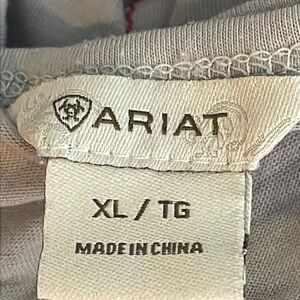 ARIAT
XL / TG
MADE IN CHINA